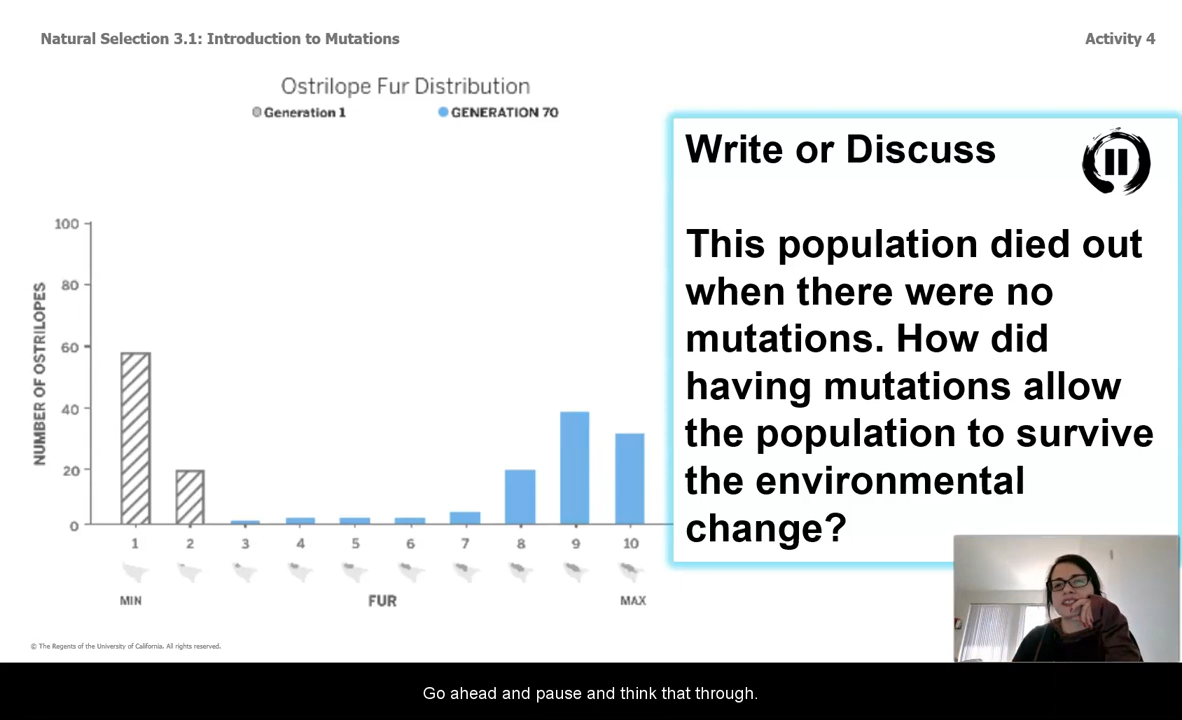 Natural Selection 3.1: Introduction to Mutations
Activity 4
Ostrilope Fur Distribution
Generation 1
GENERATION 70
Write or Discuss
This population died out
when there were no
mutations. How did
having mutations allow
the population to survive
the environmental
change?
NUMBER OF OSTRILOPES
100
80
60
40
20
0
1 2 3 4 5 6 7 8 9 10
MIN FUR MAX
© The Regents of the University of California. All rights reserved.
Go ahead and pause and think that through.